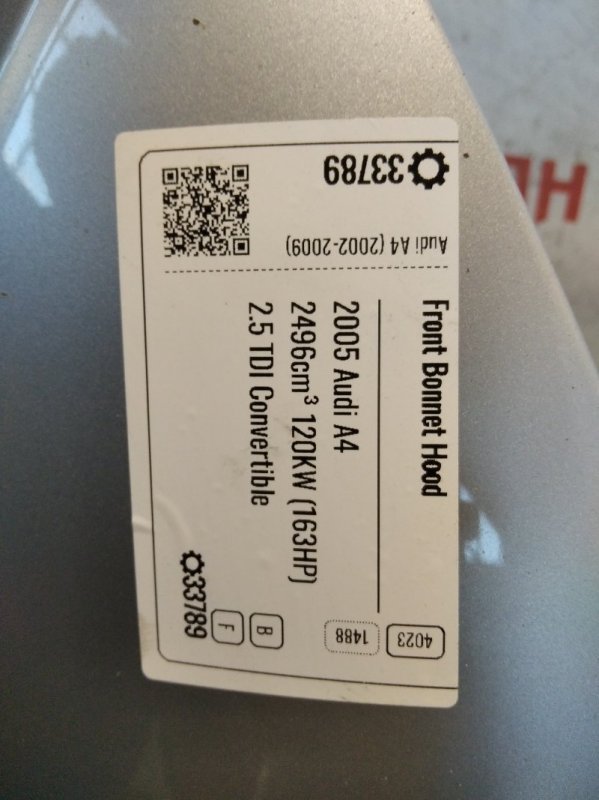 33789
Audi A4 (2002-2009)
Front Bonnet Hood
2005 Audi A4
2496cm³ 120KW (163HP)
2.5 TDI Convertible
4023
1488
B
F
33789